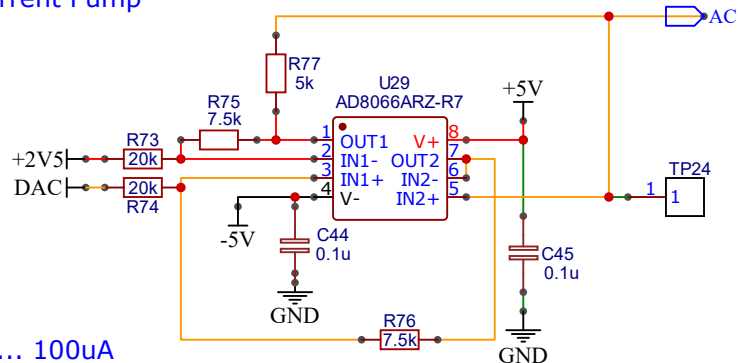 rrent Pump
AC
R77
5k
U29
AD8066ARZ-R7
+5V
R75
7.5k
1 OUT1 V+ 8
2 IN1- OUT2 7
3 IN1+ IN2- 6
4 V- IN2+ 5
R73
20k
+2V5
DAC
20k
R74
TP24
1 1
-5V
C44
0.1u
C45
0.1u
GND
R76
7.5k
GND
... 100uA